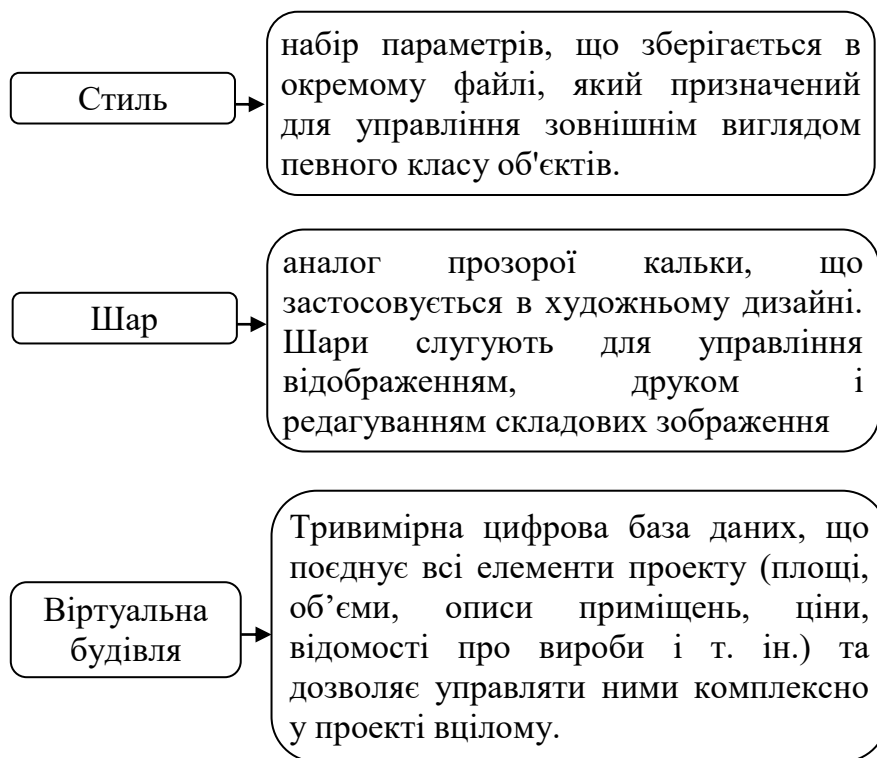 Стиль
набір параметрів, що зберігається в
окремому файлі, який призначений
для управління зовнішнім виглядом
певного класу об'єктів.
Шар
аналог прозорої кальки, що
застосовується в художньому дизайні.
Шари слугують для управління
відображенням, друком і
редагуванням складових зображення
Віртуальна
будівля
Тривимірна цифрова база даних, що
поєднує всі елементи проекту (площі,
об’єми, описи приміщень, ціни,
відомості про вироби і т. ін.) та
дозволяє управляти ними комплексно
у проекті вцілому.